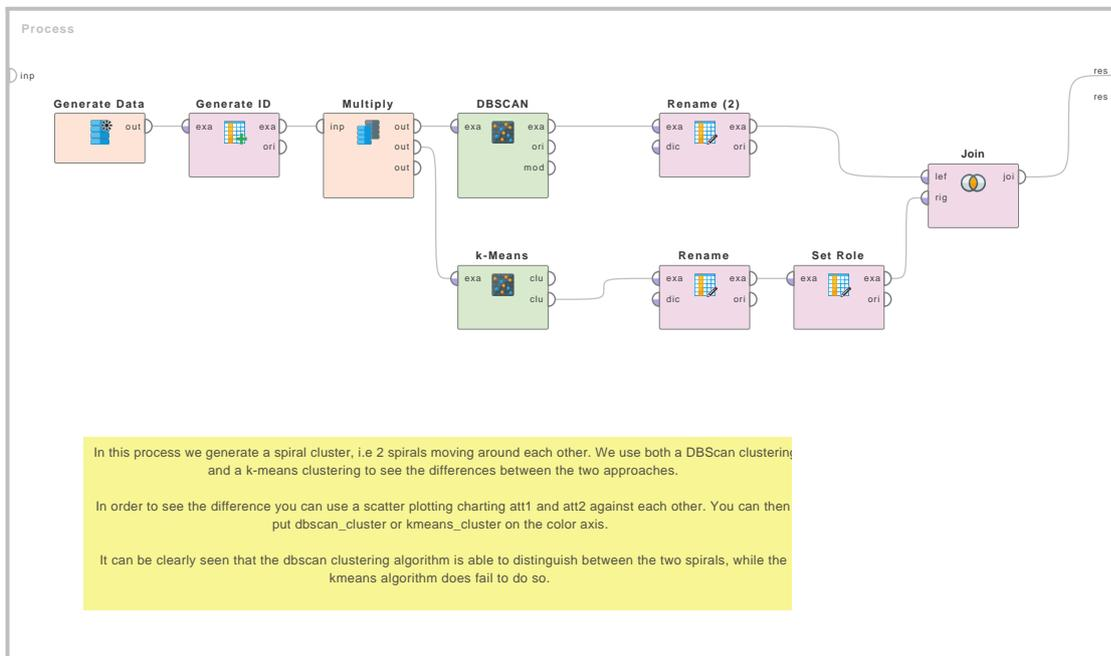 Process
inp
res
res
Generate Data
out
Generate ID
exa exa
ori
Multiply
inp out
out
out
DBSCAN
exa exa
ori
mod
Rename (2)
exa exa
dic ori
Join
lef joi
rig
k-Means
exa clu
clu
Rename
exa exa
dic ori
Set Role
exa exa
ori
In this process we generate a spiral cluster, i.e 2 spirals moving around each other. We use both a DBScan clustering
and a k-means clustering to see the differences between the two approaches.
In order to see the difference you can use a scatter plotting charting att1 and att2 against each other. You can then
put dbscan_cluster or kmeans_cluster on the color axis.
It can be clearly seen that the dbscan clustering algorithm is able to distinguish between the two spirals, while the
kmeans algorithm does fail to do so.